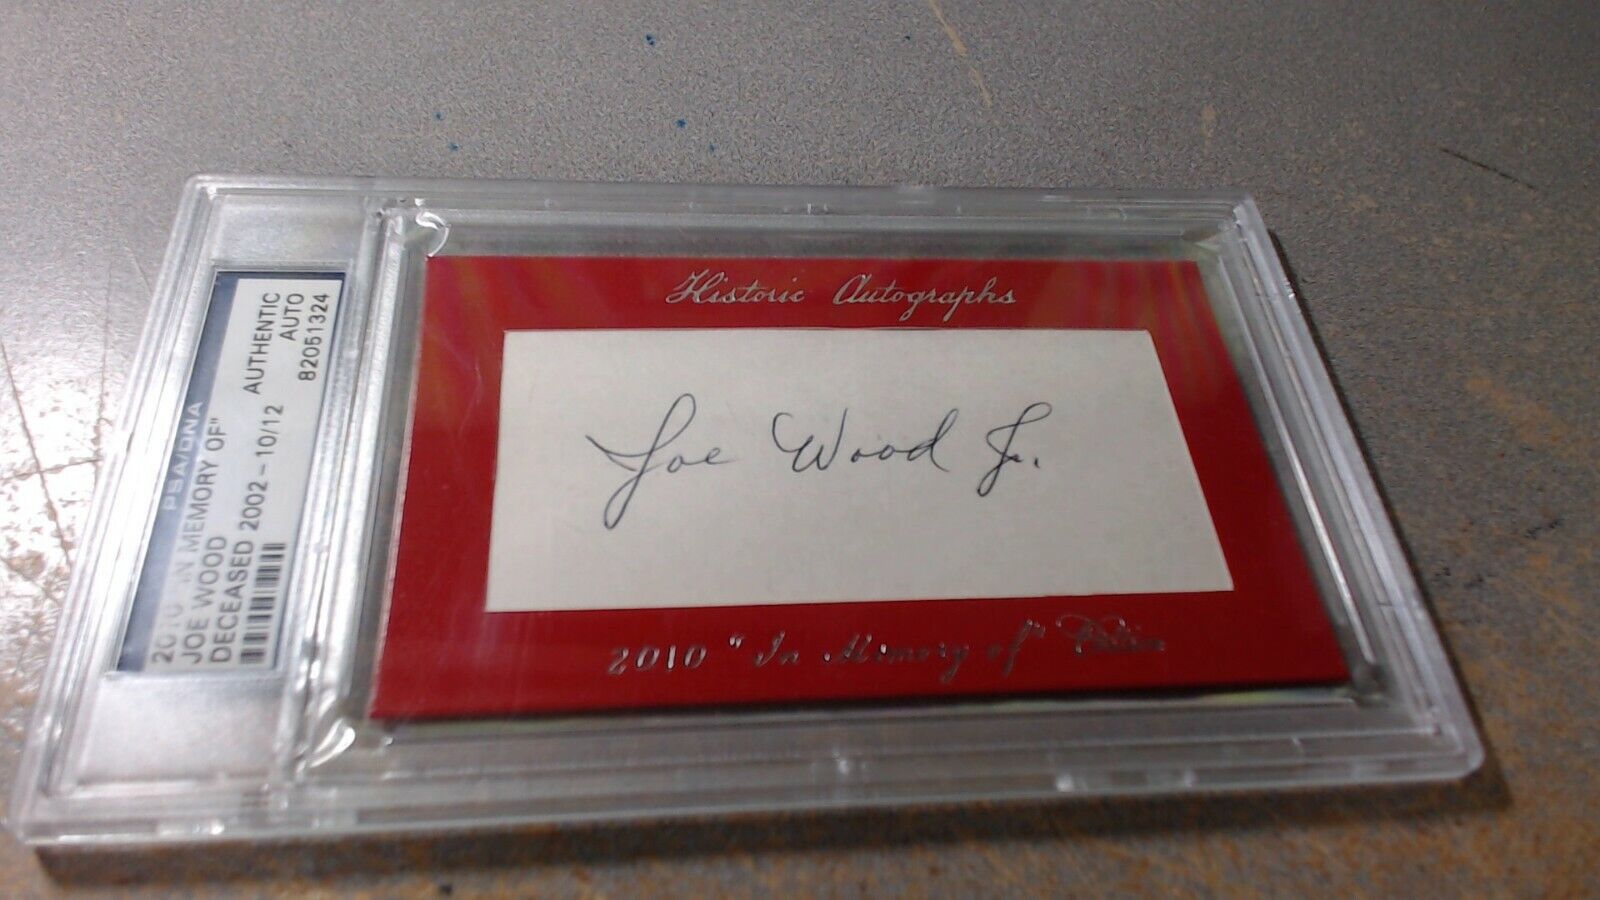 PSA/DNA
2010 "IN MEMORY OF" AUTHENTIC
JOE WOOD AUTO
DECEASED 2002 - 10/12 82051324
Historic Autographs
Joe Wood Jr.
2010 "In Memory of" Edition